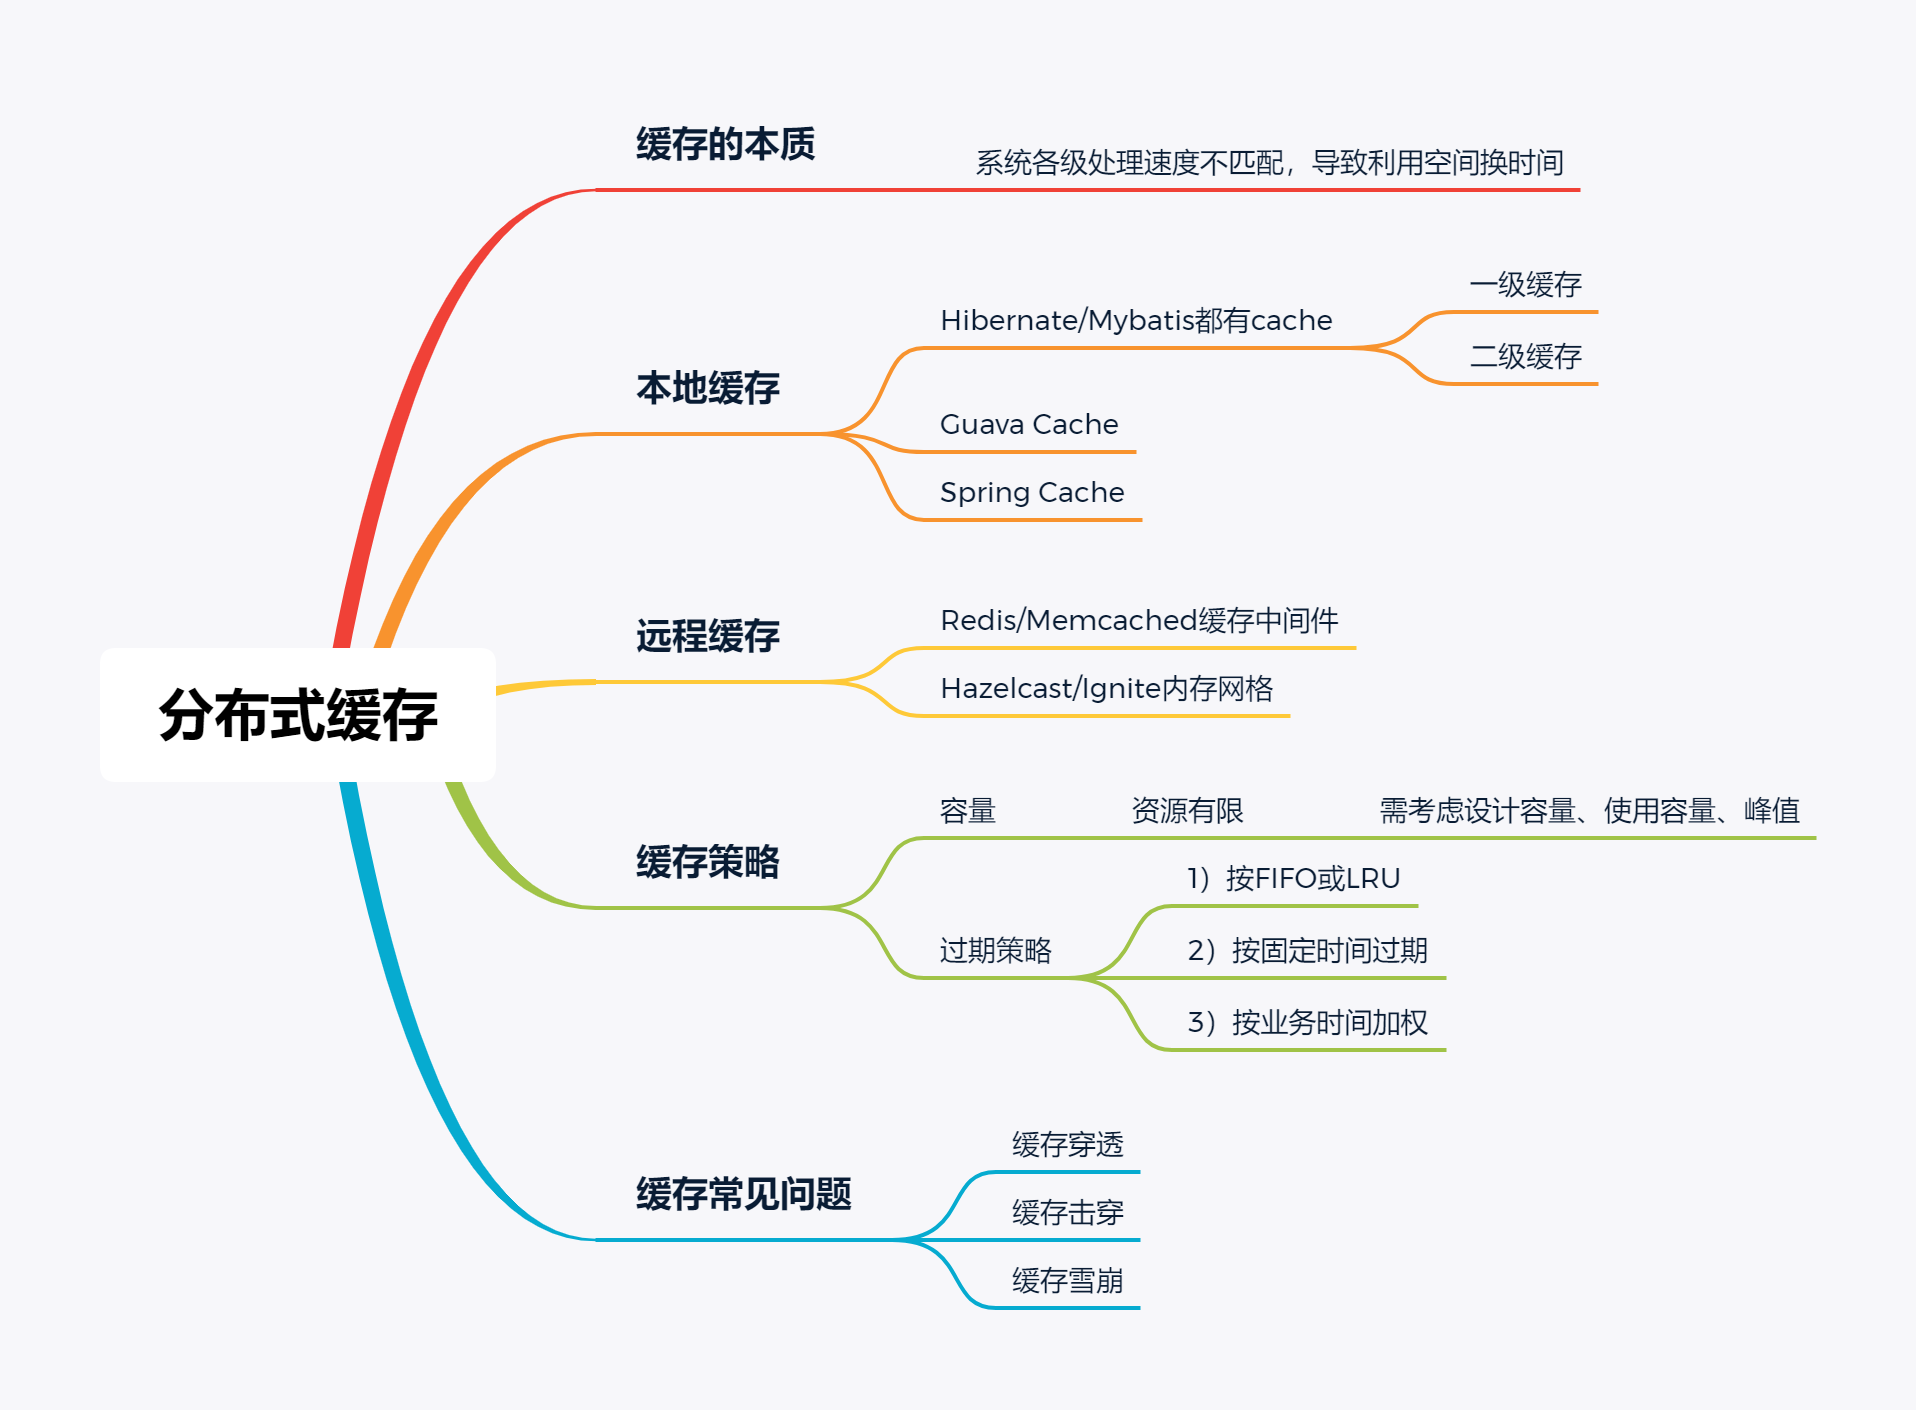 分布式缓存
缓存的本质
系统各级处理速度不匹配，导致利用空间换时间
本地缓存
Hibernate/Mybatis都有cache
一级缓存
二级缓存
Guava Cache
Spring Cache
远程缓存
Redis/Memcached缓存中间件
Hazelcast/Ignite内存网格
缓存策略
容量
资源有限
需考虑设计容量、使用容量、峰值
过期策略
1）按FIFO或LRU
2）按固定时间过期
3）按业务时间加权
缓存常见问题
缓存穿透
缓存击穿
缓存雪崩